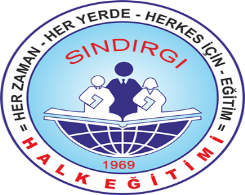 = HER ZAMAN - HER YERDE - HERKES İÇİN - EĞİTİM =
SINDIRGI
1969
HALK EĞİTİMİ